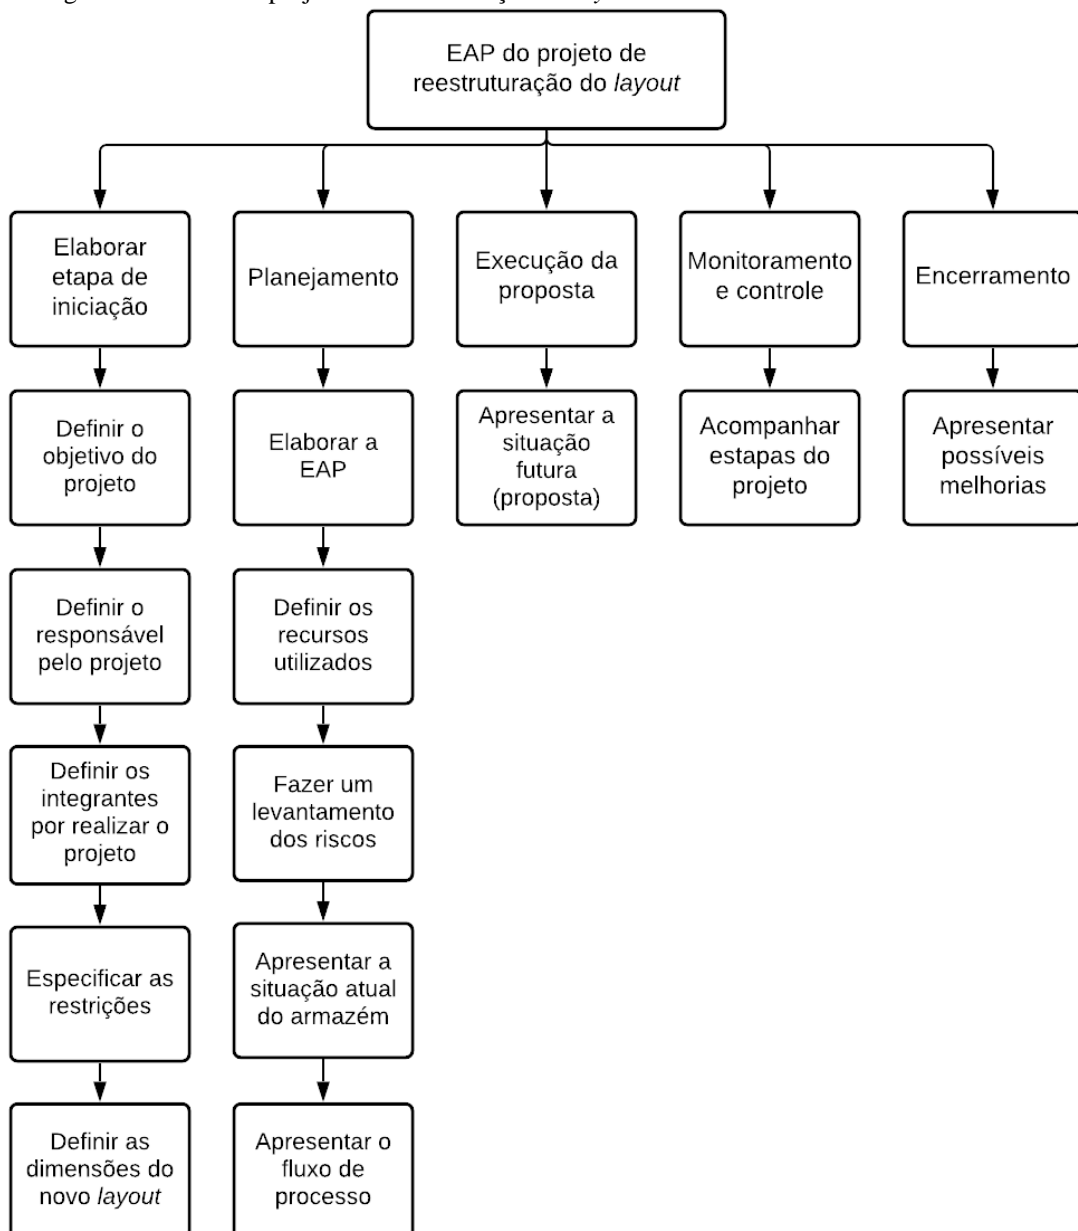 EAP do projeto de
reestruturação do layout
Elaborar
etapa de
iniciação
Planejamento
Execução da
proposta
Monitoramento
e controle
Encerramento
Definir o
objetivo do
projeto
Elaborar a
EAP
Apresentar a
situação
futura
(proposta)
Acompanhar
estapas do
projeto
Apresentar
possíveis
melhorias
Definir o
responsável
pelo projeto
Definir os
recursos
utilizados
Definir os
integrantes
por realizar o
projeto
Fazer um
levantamento
dos riscos
Especificar as
restrições
Apresentar a
situação atual
do armazém
Definir as
dimensões do
novo layout
Apresentar o
fluxo de
processo